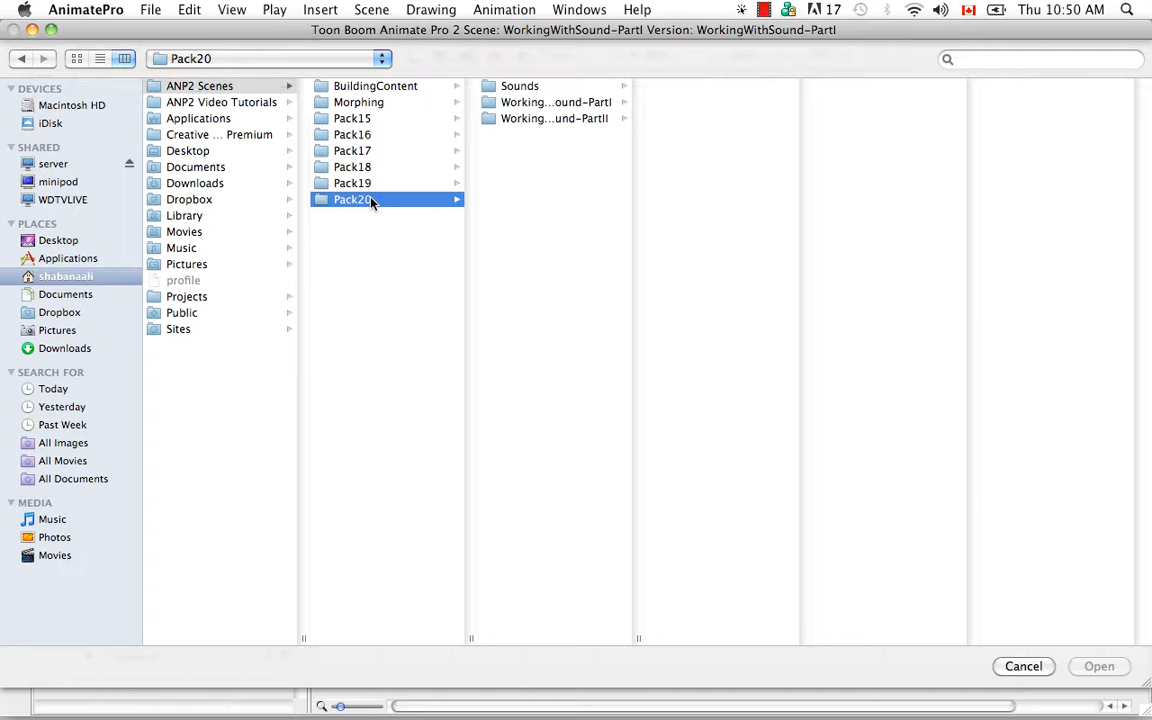 AnimatePro File Edit View Play Insert Scene Drawing Animation Windows Help 17 Thu 10:50 AM
Toon Boom Animate Pro 2 Scene: WorkingWithSound-PartI Version: WorkingWithSound-PartI
Pack20
DEVICES
Macintosh HD
iDisk
SHARED
server
minipod
WDTVLIVE
PLACES
Desktop
Applications
shabanaali
Documents
Dropbox
Pictures
Downloads
SEARCH FOR
Today
Yesterday
Past Week
All Images
All Movies
All Documents
MEDIA
Music
Photos
Movies
ANP2 Scenes
ANP2 Video Tutorials
Applications
Creative ... Premium
Desktop
Documents
Downloads
Dropbox
Library
Movies
Music
Pictures
profile
Projects
Public
Sites
BuildingContent
Morphing
Pack15
Pack16
Pack17
Pack18
Pack19
Pack20
Sounds
Working...ound-PartI
Working...und-PartII
Cancel
Open